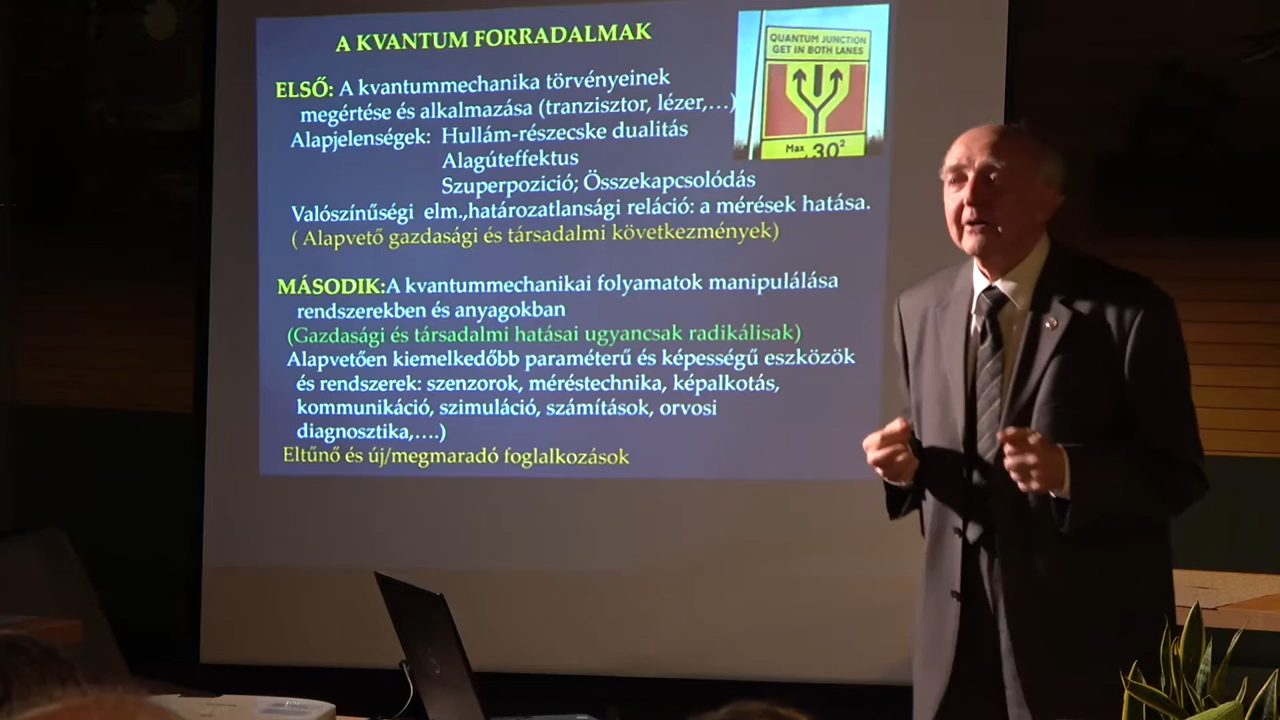 A KVANTUM FORRADALMAK
QUANTUM JUNCTION
GET IN BOTH LANES
Max 30²
ELSŐ: A kvantummechanika törvényeinek
megértése és alkalmazása (tranzisztor, lézer,…)
Alapjelenségek: Hullám-részecske dualitás
Alagúteffektus
Szuperpozició; Összekapcsolódás
Valószínűségi elm.,határozatlansági reláció: a mérések hatása.
( Alapvető gazdasági és társadalmi következmények)
MÁSODIK:A kvantummechanikai folyamatok manipulálása
rendszerekben és anyagokban
(Gazdasági és társadalmi hatásai ugyancsak radikálisak)
Alapvetően kiemelkedőbb paraméterű és képességű eszközök
és rendszerek: szenzorok, méréstechnika, képalkotás,
kommunikáció, szimuláció, számítások, orvosi
diagnosztika,….)
Eltűnő és új/megmaradó foglalkozások